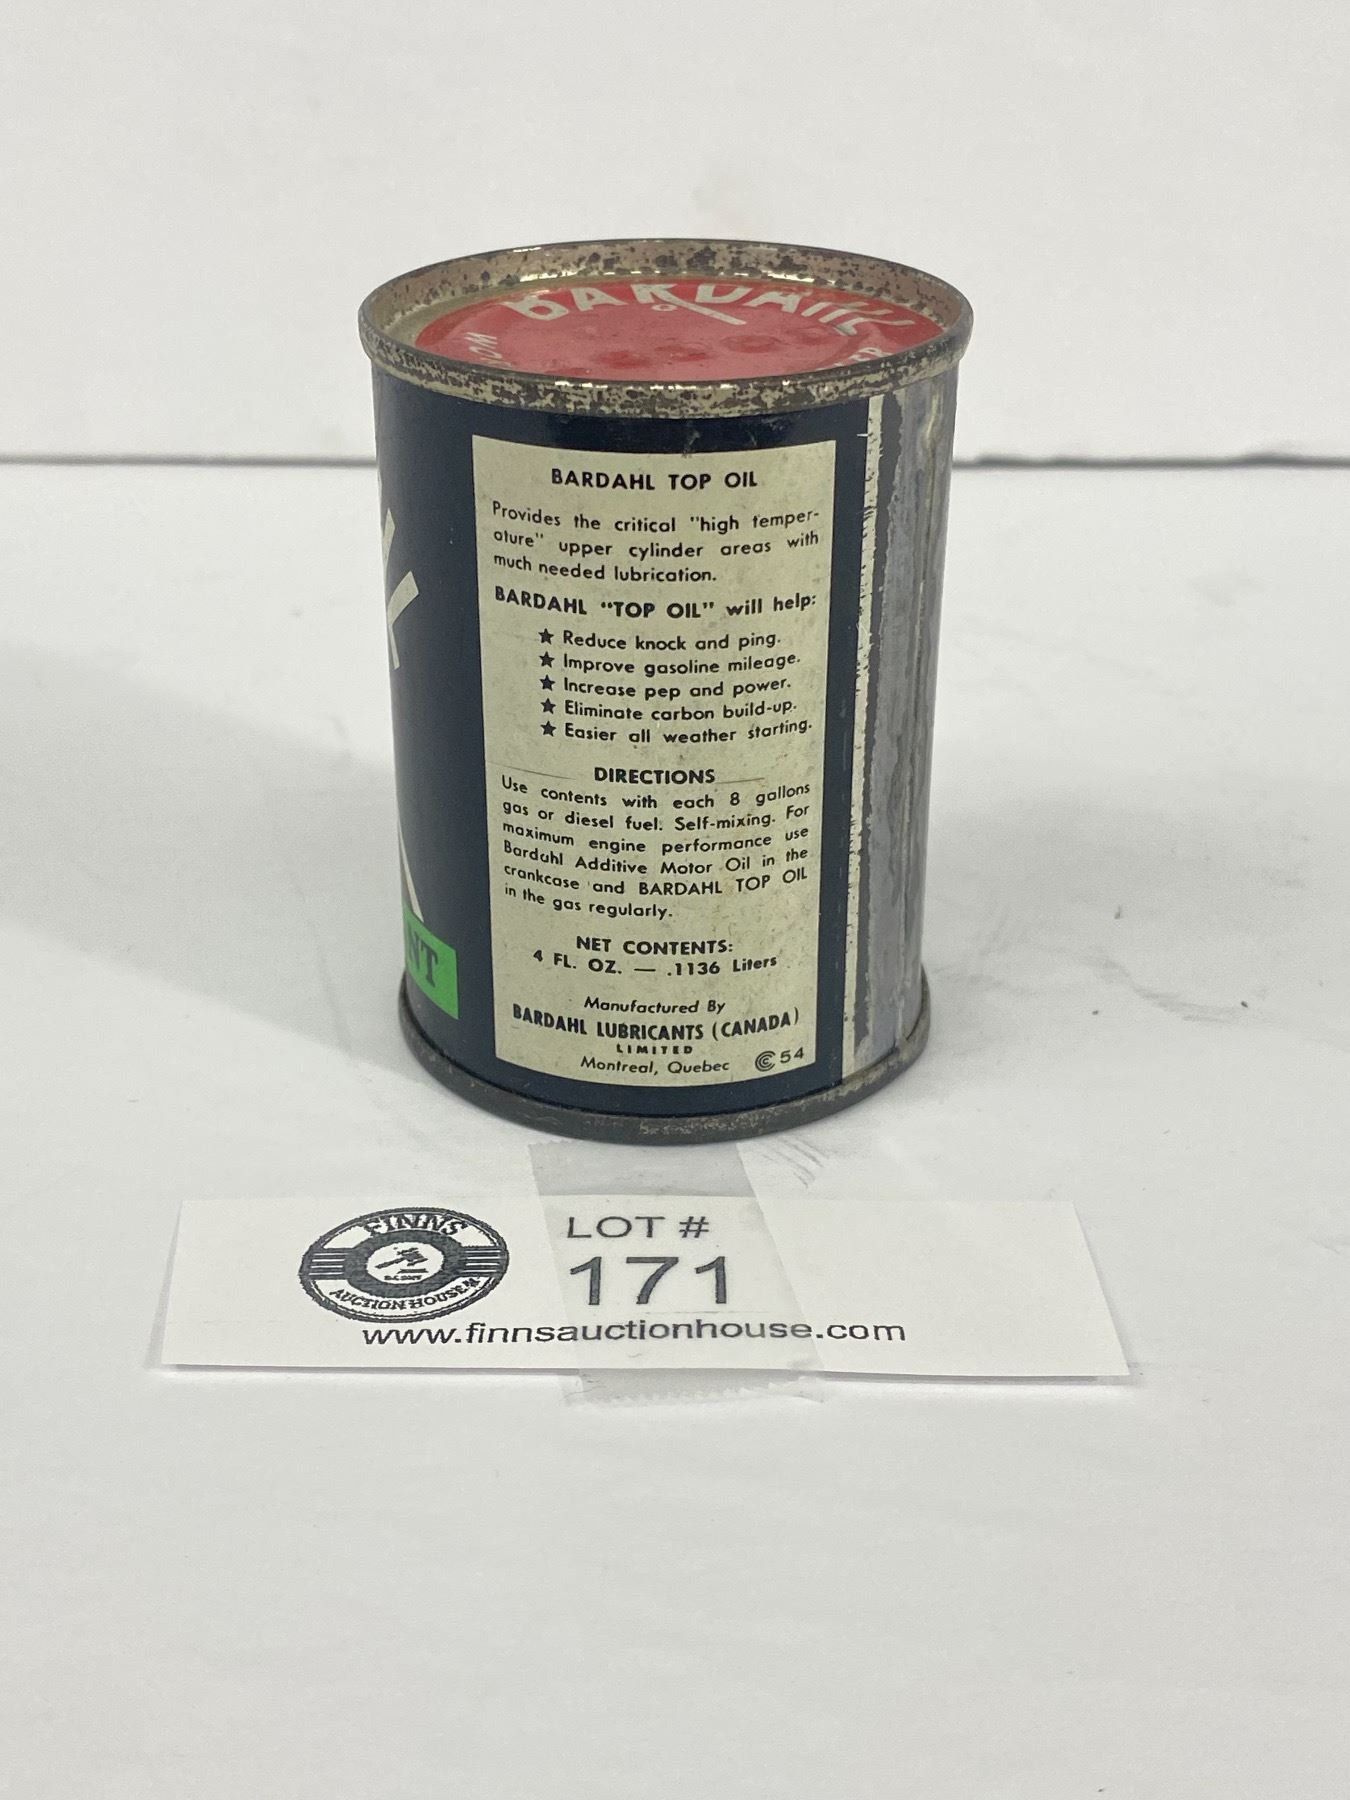 BARDAHL
BARDAHL TOP OIL
Provides the critical "high temper-
ature" upper cylinder areas with
much needed lubrication.
BARDAHL "TOP OIL" will help:
★ Reduce knock and ping.
★ Improve gasoline mileage.
★ Increase pep and power.
★ Eliminate carbon build-up.
★ Easier all weather starting.
DIRECTIONS
Use contents with each 8 gallons
gas or diesel fuel. Self-mixing. For
maximum engine performance use
Bardahl Additive Motor Oil in the
crankcase and BARDAHL TOP OIL
in the gas regularly.
NET CONTENTS:
4 FL. OZ. — .1136 Liters
Manufactured By
BARDAHL LUBRICANTS (CANADA)
LIMITED
Montreal, Quebec
54
NT
FINNS
AUCTION HOUSE
LOT #
171
www.finnsauctionhouse.com